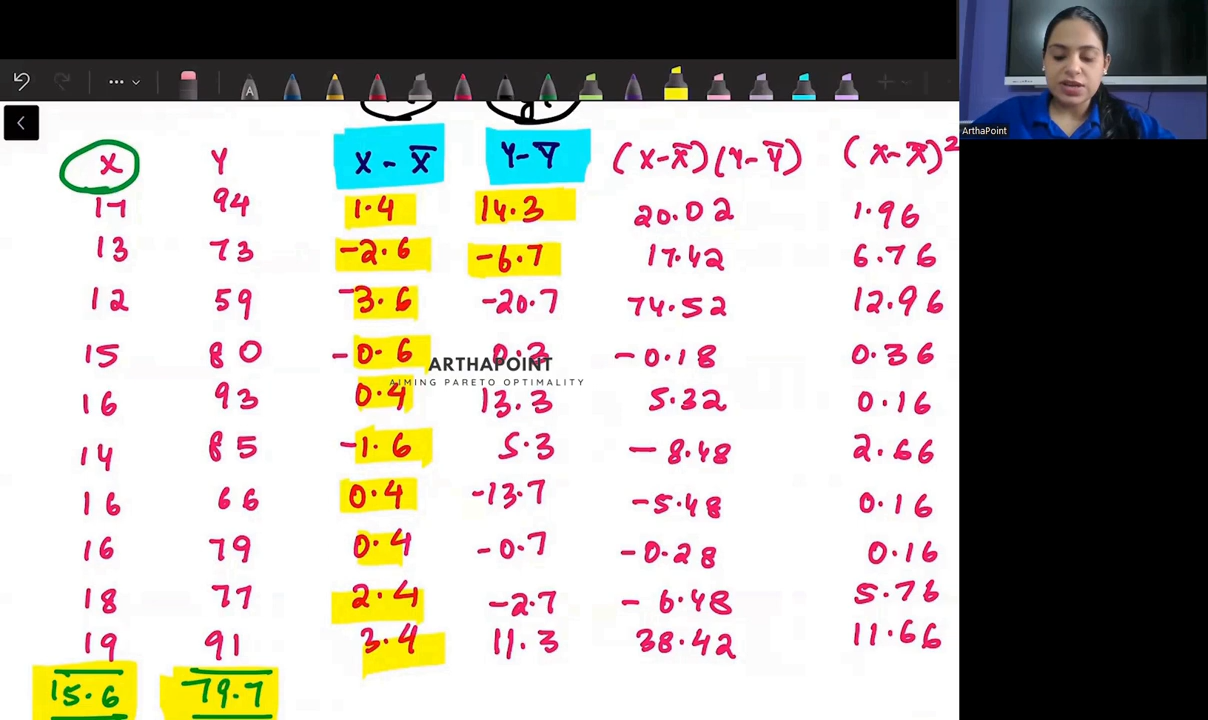 ArthaPoint
X Y X - X̅ Y - Y̅ (X-X̅)(Y-Y̅) (X-X̅)²
17 94 1.4 14.3 20.02 1.96
13 73 -2.6 -6.7 17.42 6.76
12 59 -3.6 -20.7 74.52 12.96
15 80 -0.6 0.3 -0.18 0.36
ARTHAPOINT
AIMING PARETO OPTIMALITY
16 93 0.4 13.3 5.32 0.16
14 85 -1.6 5.3 -8.48 2.66
16 66 0.4 -13.7 -5.48 0.16
16 79 0.4 -0.7 -0.28 0.16
18 77 2.4 -2.7 -6.48 5.76
19 91 3.4 11.3 38.42 11.66
15.6 79.7